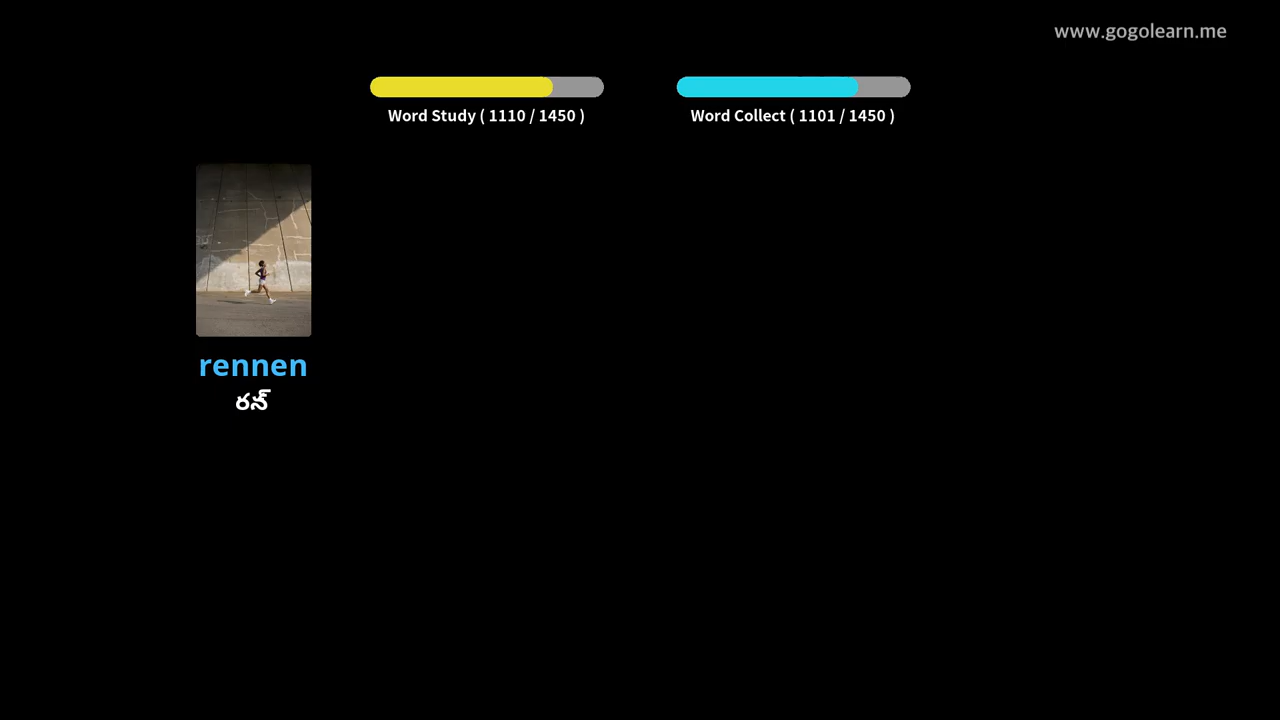 www.gogolearn.me
Word Study ( 1110 / 1450 )
Word Collect ( 1101 / 1450 )
rennen
రన్